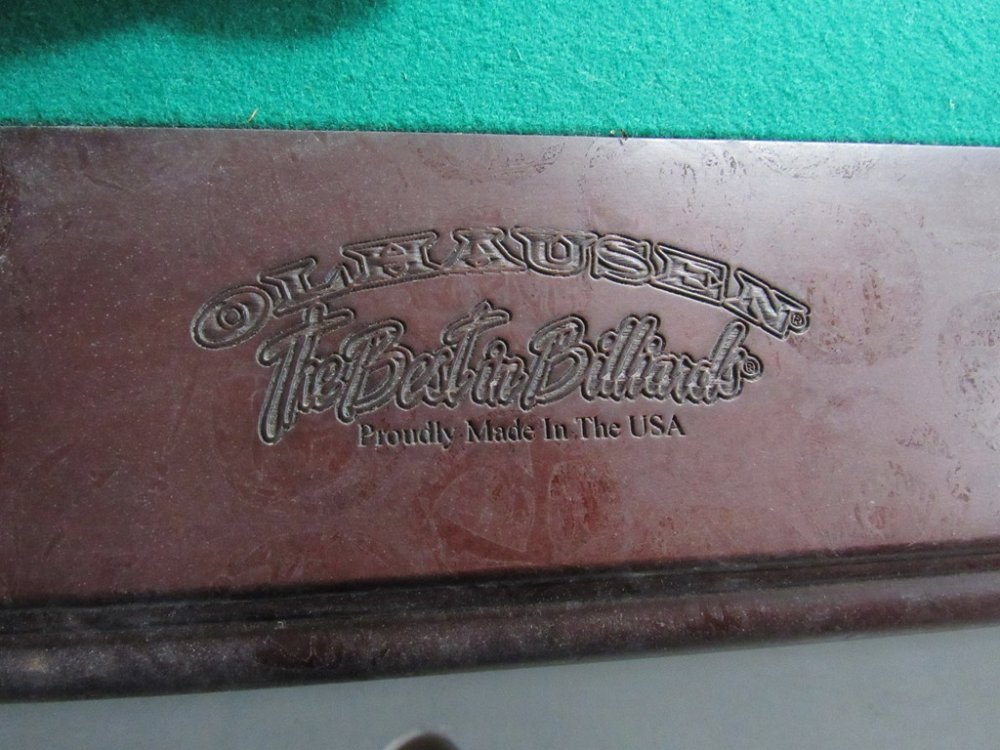 OLHAUSEN®
The Best in Billiards®
Proudly Made In The USA